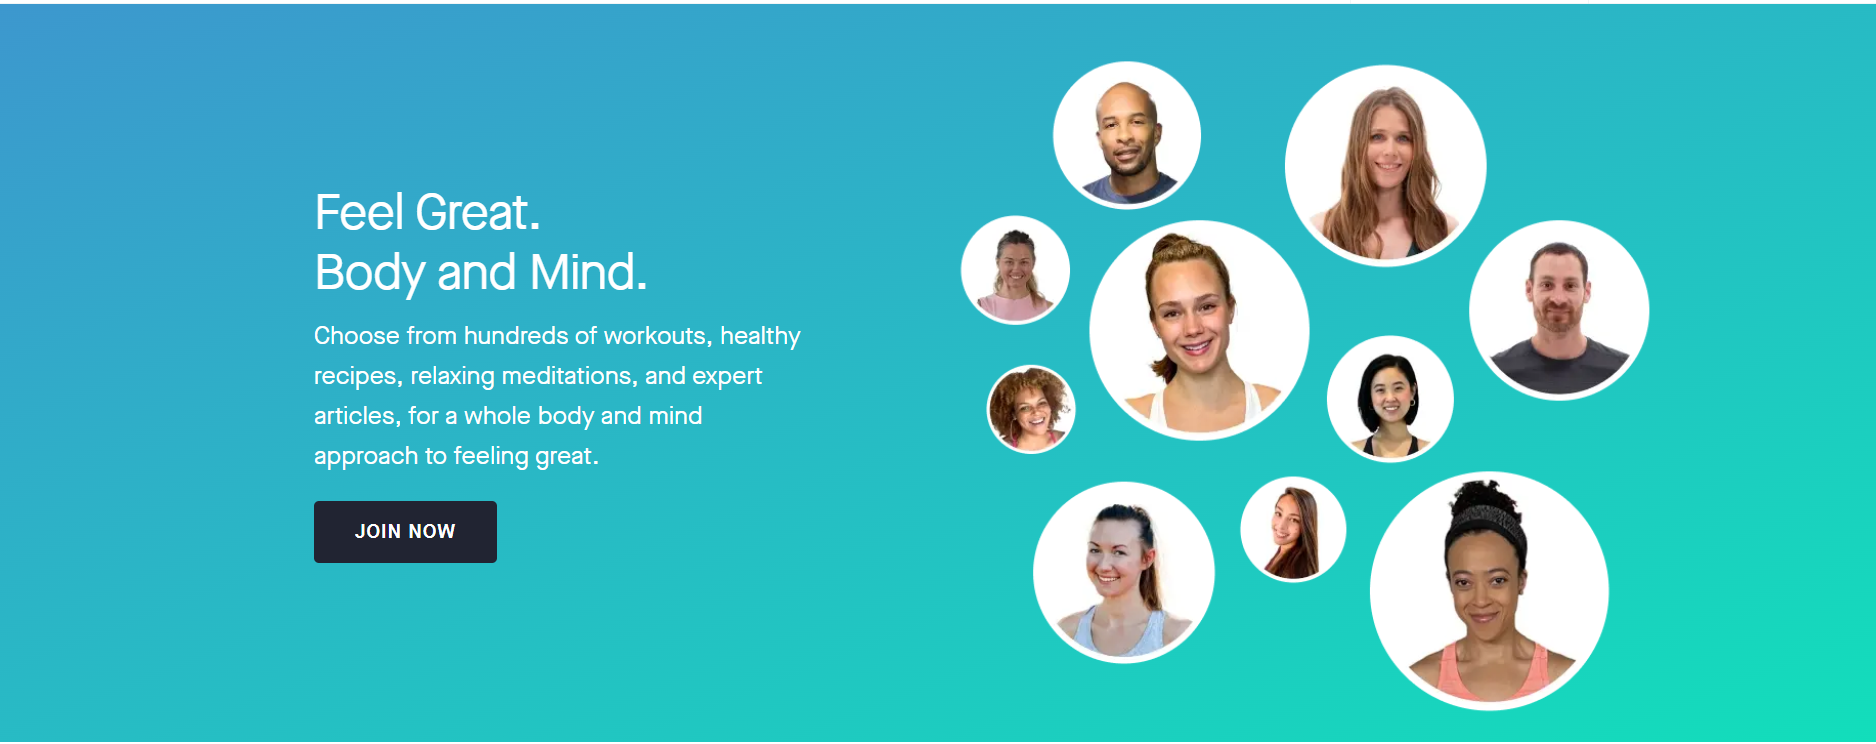 Feel Great.
Body and Mind.
Choose from hundreds of workouts, healthy
recipes, relaxing meditations, and expert
articles, for a whole body and mind
approach to feeling great.
JOIN NOW